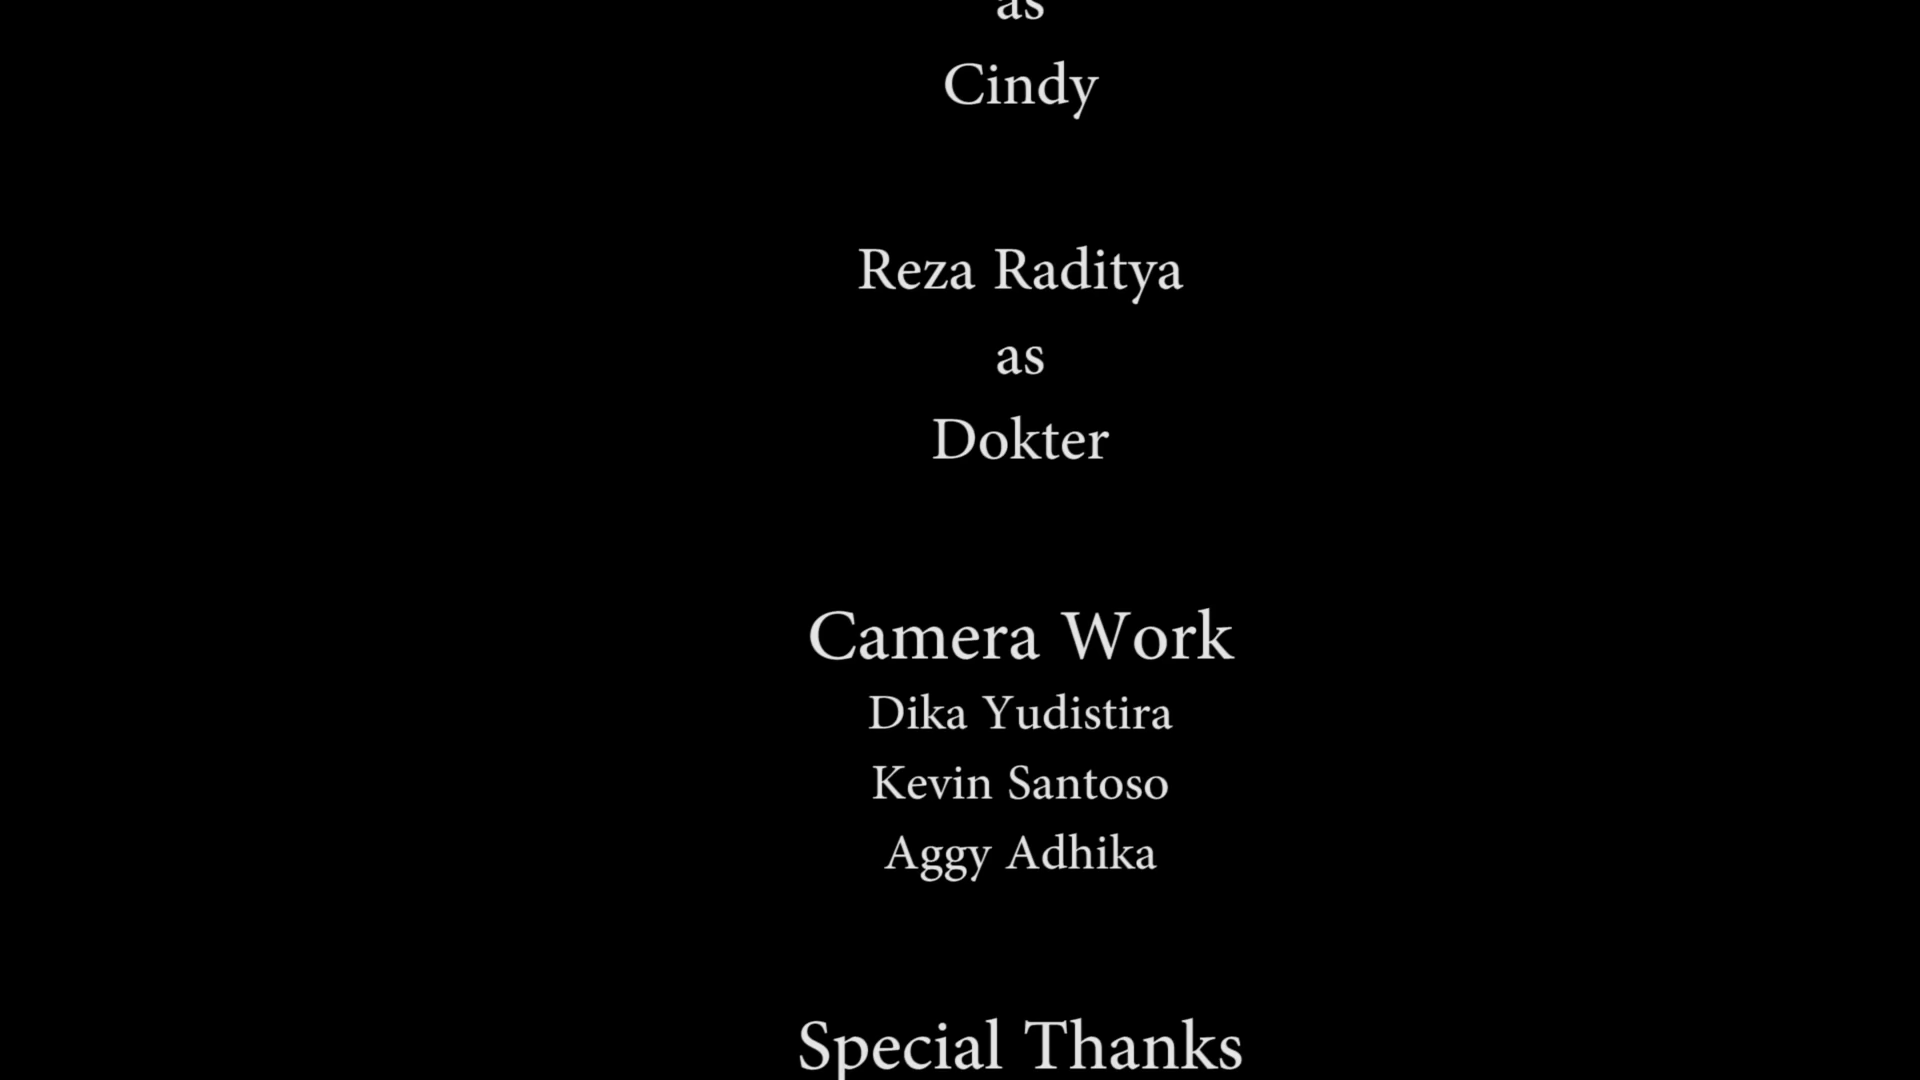 as
Cindy
Reza Raditya
as
Dokter
Camera Work
Dika Yudistira
Kevin Santoso
Aggy Adhika
Special Thanks